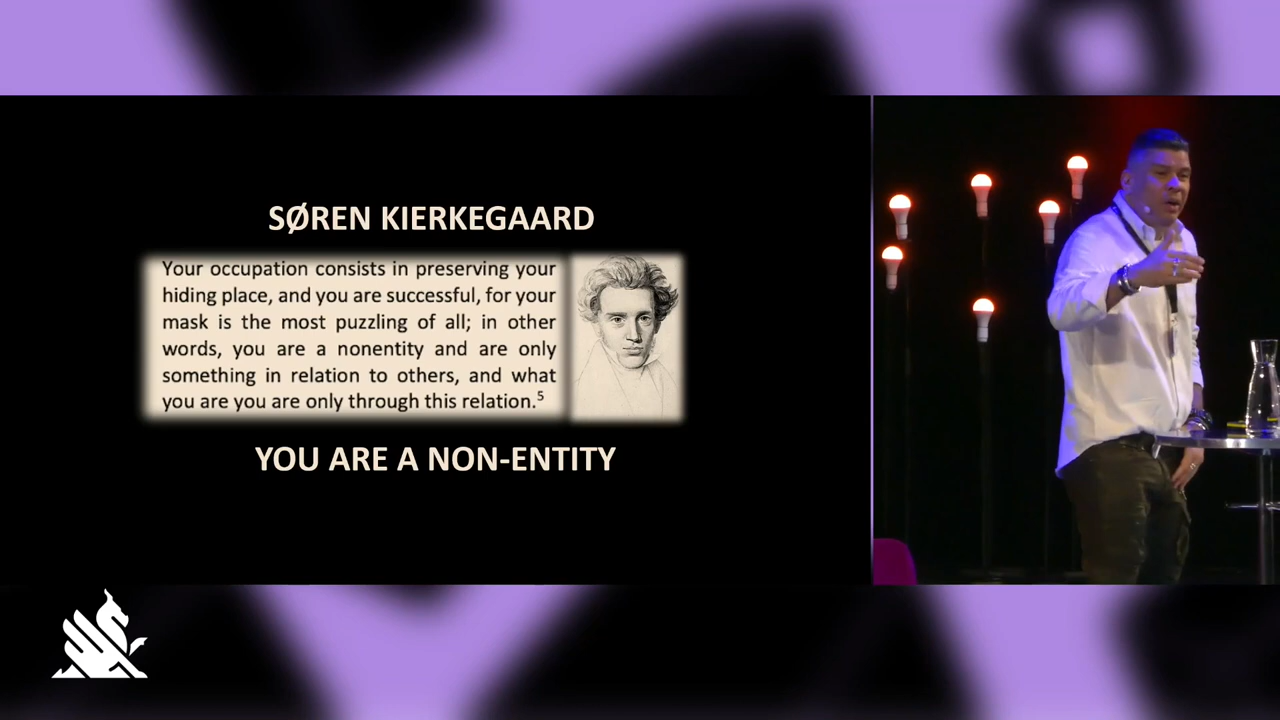 SØREN KIERKEGAARD
Your occupation consists in preserving your
hiding place, and you are successful, for your
mask is the most puzzling of all; in other
words, you are a nonentity and are only
something in relation to others, and what
you are you are only through this relation.⁵
YOU ARE A NON-ENTITY